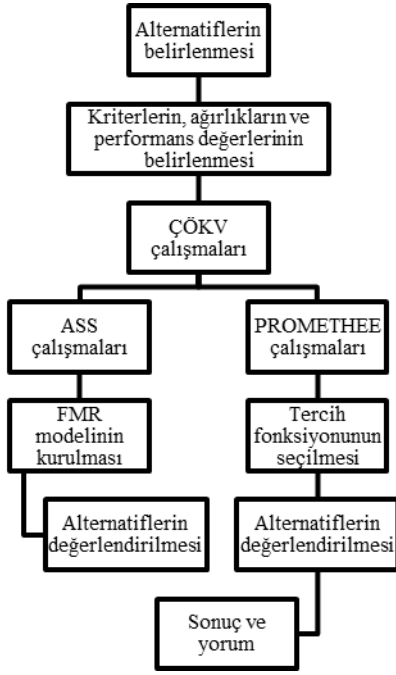 Alternatiflerin
belirlenmesi
Kriterlerin, ağırlıkların ve
performans değerlerinin
belirlenmesi
ÇÖKV
çalışmaları
ASS
çalışmaları
PROMETHEE
çalışmaları
FMR
modelinin
kurulması
Tercih
fonksiyonunun
seçilmesi
Alternatiflerin
değerlendirilmesi
Alternatiflerin
değerlendirilmesi
Sonuç ve
yorum